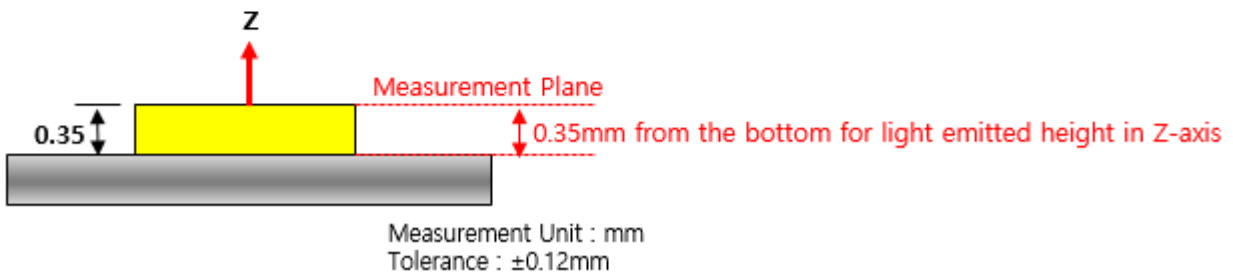 Z
Measurement Plane
0.35
0.35mm from the bottom for light emitted height in Z-axis
Measurement Unit : mm
Tolerance : ±0.12mm